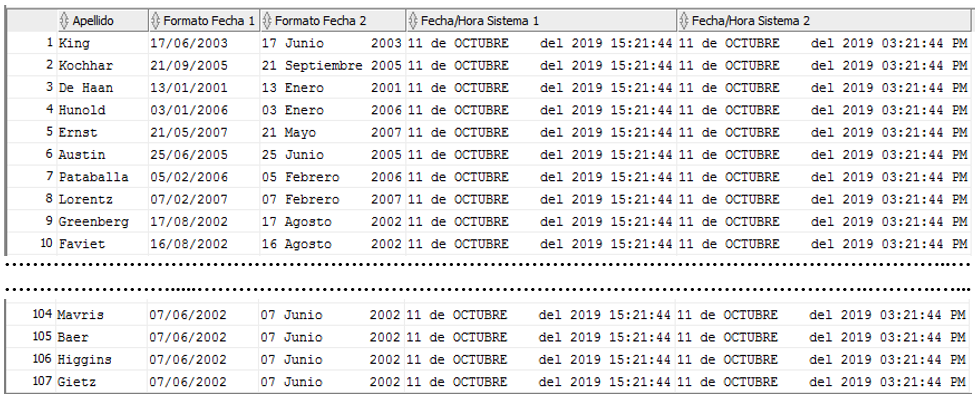 Apellido Formato Fecha 1 Formato Fecha 2 Fecha/Hora Sistema 1 Fecha/Hora Sistema 2
1 King 17/06/2003 17 Junio 2003 11 de OCTUBRE del 2019 15:21:44 11 de OCTUBRE del 2019 03:21:44 PM
2 Kochhar 21/09/2005 21 Septiembre 2005 11 de OCTUBRE del 2019 15:21:44 11 de OCTUBRE del 2019 03:21:44 PM
3 De Haan 13/01/2001 13 Enero 2001 11 de OCTUBRE del 2019 15:21:44 11 de OCTUBRE del 2019 03:21:44 PM
4 Hunold 03/01/2006 03 Enero 2006 11 de OCTUBRE del 2019 15:21:44 11 de OCTUBRE del 2019 03:21:44 PM
5 Ernst 21/05/2007 21 Mayo 2007 11 de OCTUBRE del 2019 15:21:44 11 de OCTUBRE del 2019 03:21:44 PM
6 Austin 25/06/2005 25 Junio 2005 11 de OCTUBRE del 2019 15:21:44 11 de OCTUBRE del 2019 03:21:44 PM
7 Pataballa 05/02/2006 05 Febrero 2006 11 de OCTUBRE del 2019 15:21:44 11 de OCTUBRE del 2019 03:21:44 PM
8 Lorentz 07/02/2007 07 Febrero 2007 11 de OCTUBRE del 2019 15:21:44 11 de OCTUBRE del 2019 03:21:44 PM
9 Greenberg 17/08/2002 17 Agosto 2002 11 de OCTUBRE del 2019 15:21:44 11 de OCTUBRE del 2019 03:21:44 PM
10 Faviet 16/08/2002 16 Agosto 2002 11 de OCTUBRE del 2019 15:21:44 11 de OCTUBRE del 2019 03:21:44 PM
104 Mavris 07/06/2002 07 Junio 2002 11 de OCTUBRE del 2019 15:21:44 11 de OCTUBRE del 2019 03:21:44 PM
105 Baer 07/06/2002 07 Junio 2002 11 de OCTUBRE del 2019 15:21:44 11 de OCTUBRE del 2019 03:21:44 PM
106 Higgins 07/06/2002 07 Junio 2002 11 de OCTUBRE del 2019 15:21:44 11 de OCTUBRE del 2019 03:21:44 PM
107 Gietz 07/06/2002 07 Junio 2002 11 de OCTUBRE del 2019 15:21:44 11 de OCTUBRE del 2019 03:21:44 PM